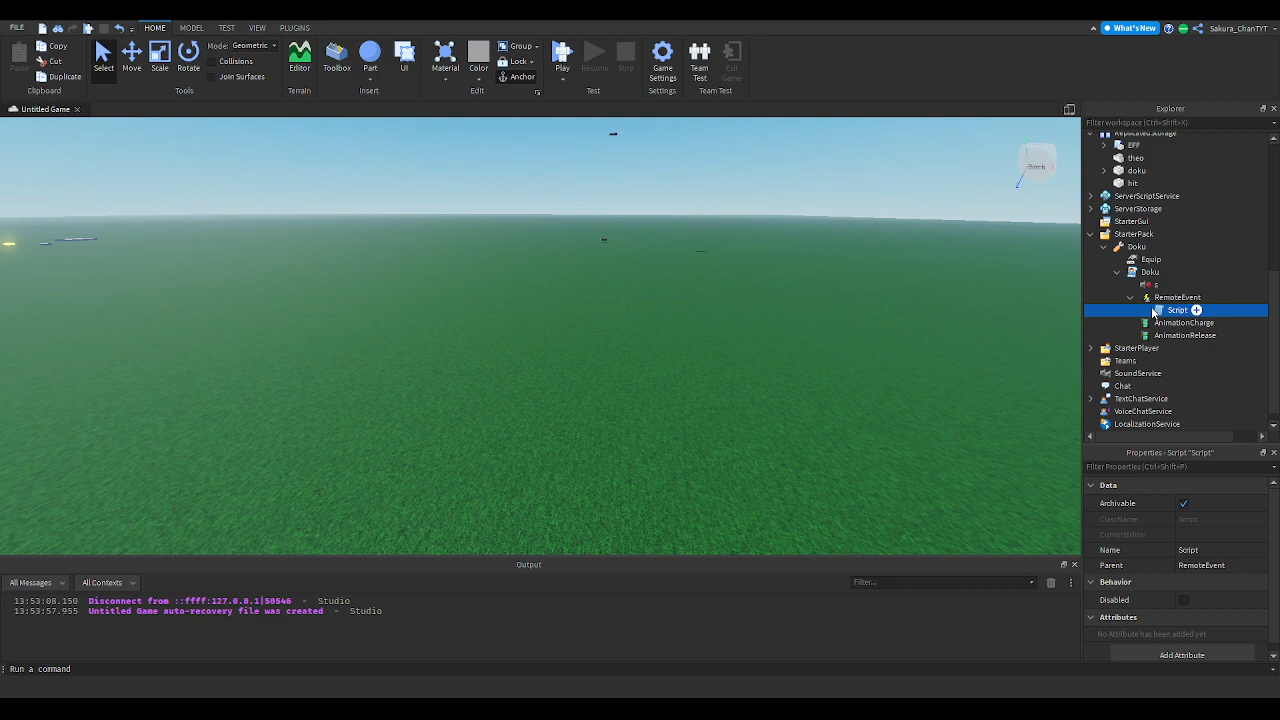 FILE HOME MODEL TEST VIEW PLUGINS What's New Sakura_ChanTYT
Paste Copy Cut Duplicate Clipboard
Select Move Scale Rotate Mode: Geometric Collisions Join Surfaces Tools
Editor Terrain
Toolbox Part UI Insert
Material Color Group Lock Anchor Edit
Play Resume Stop Test
Game Settings Settings
Team Test Exit Game Team Test
Untitled Game
Back
Explorer
Filter workspace (Ctrl+Shift+X)
ReplicatedStorage
EFF
theo
doku
hit
ServerScriptService
ServerStorage
StarterGui
StarterPack
Doku
Equip
Doku
s
RemoteEvent
Script
AnimationCharge
AnimationRelease
StarterPlayer
Teams
SoundService
Chat
TextChatService
VoiceChatService
LocalizationService
Properties - Script "Script"
Filter Properties (Ctrl+Shift+P)
Data
Archivable
ClassName Script
CurrentEditor
Name Script
Parent RemoteEvent
Behavior
Disabled
Attributes
No Attribute has been added yet
Add Attribute
Output
All Messages All Contexts Filter...
13:53:08.150 Disconnect from ::ffff:127.0.0.1|50546 - Studio
13:53:57.955 Untitled Game auto-recovery file was created - Studio
Run a command